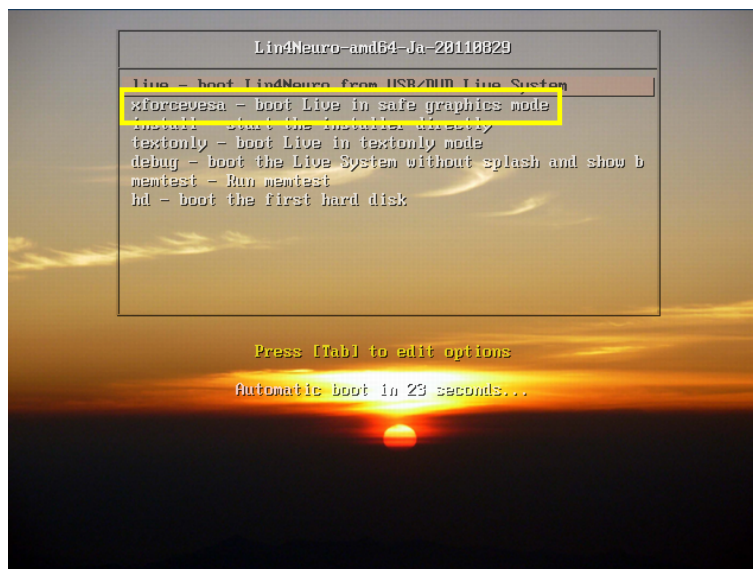 Lin4Neuro-amd64-Ja-20110829
live - boot Lin4Neuro from USB/DVD Live System
xforcevesa - boot Live in safe graphics mode
install - start the installer directly
textonly - boot Live in textonly mode
debug - boot the Live System without splash and show b
memtest - Run memtest
hd - boot the first hard disk
Press [Tab] to edit options
Automatic boot in 23 seconds...